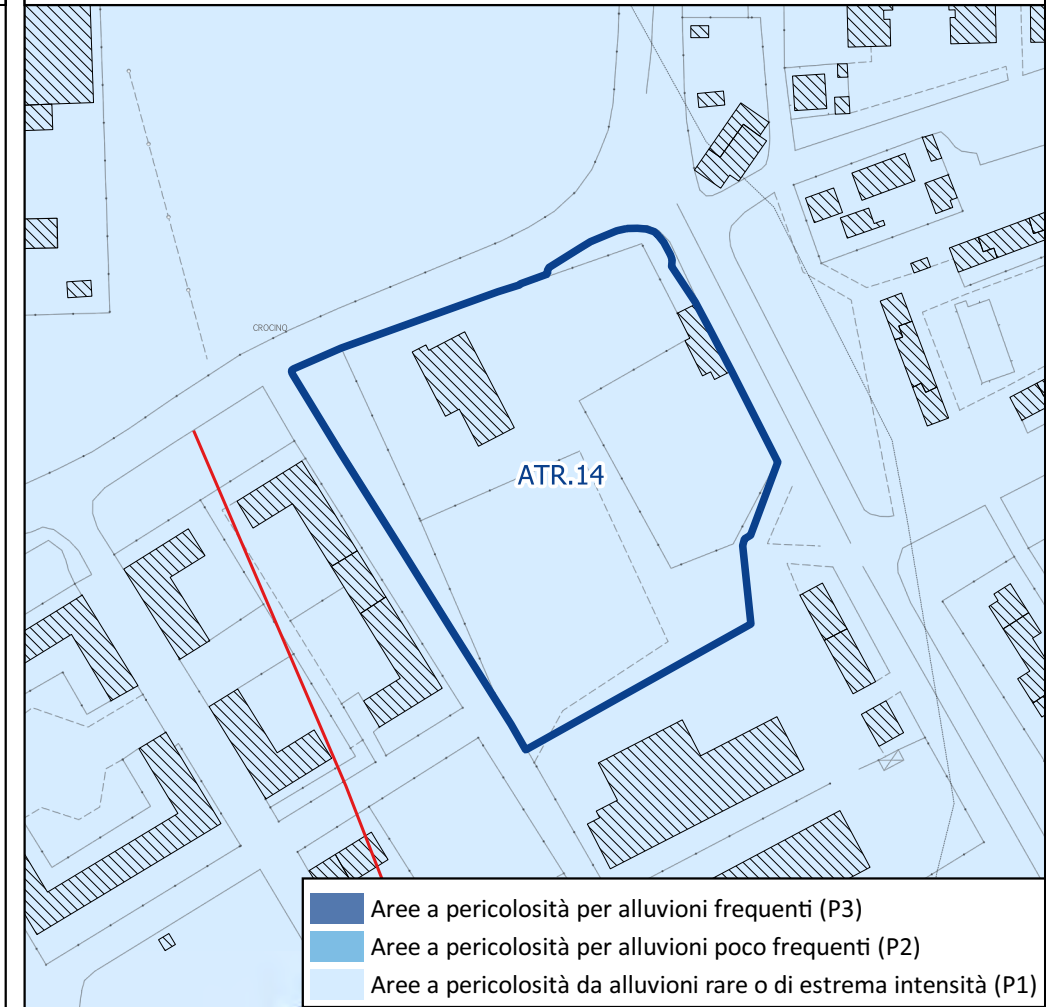 CROCINO
ATR.14
Aree a pericolosità per alluvioni frequenti (P3)
Aree a pericolosità per alluvioni poco frequenti (P2)
Aree a pericolosità da alluvioni rare o di estrema intensità (P1)